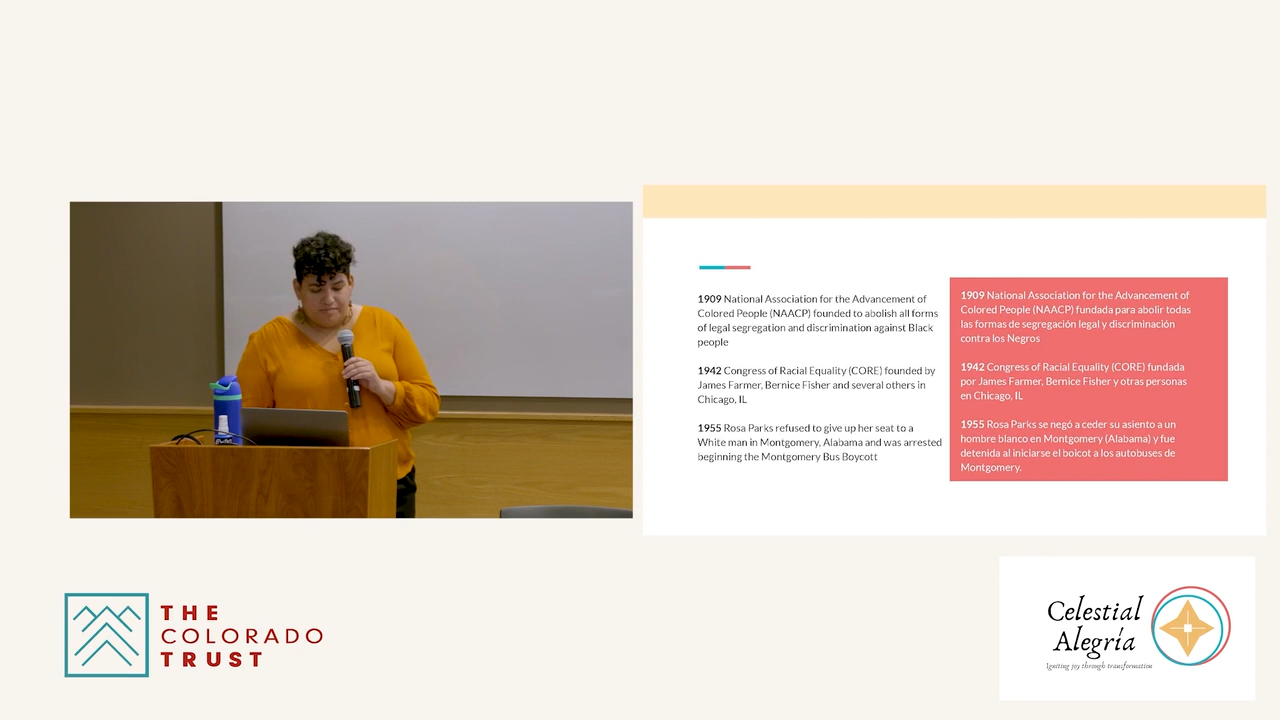 1909 National Association for the Advancement of
Colored People (NAACP) founded to abolish all forms
of legal segregation and discrimination against Black
people
1942 Congress of Racial Equality (CORE) founded by
James Farmer, Bernice Fisher and several others in
Chicago, IL
1955 Rosa Parks refused to give up her seat to a
White man in Montgomery, Alabama and was arrested
beginning the Montgomery Bus Boycott
1909 National Association for the Advancement of
Colored People (NAACP) fundada para abolir todas
las formas de segregación legal y discriminación
contra los Negros
1942 Congress of Racial Equality (CORE) fundada
por James Farmer, Bernice Fisher y otras personas
en Chicago, IL
1955 Rosa Parks se negó a ceder su asiento a un
hombre blanco en Montgomery (Alabama) y fue
detenida al iniciarse el boicot a los autobuses de
Montgomery.
THE
COLORADO
TRUST
Celestial
Alegría
Igniting joy through transformation